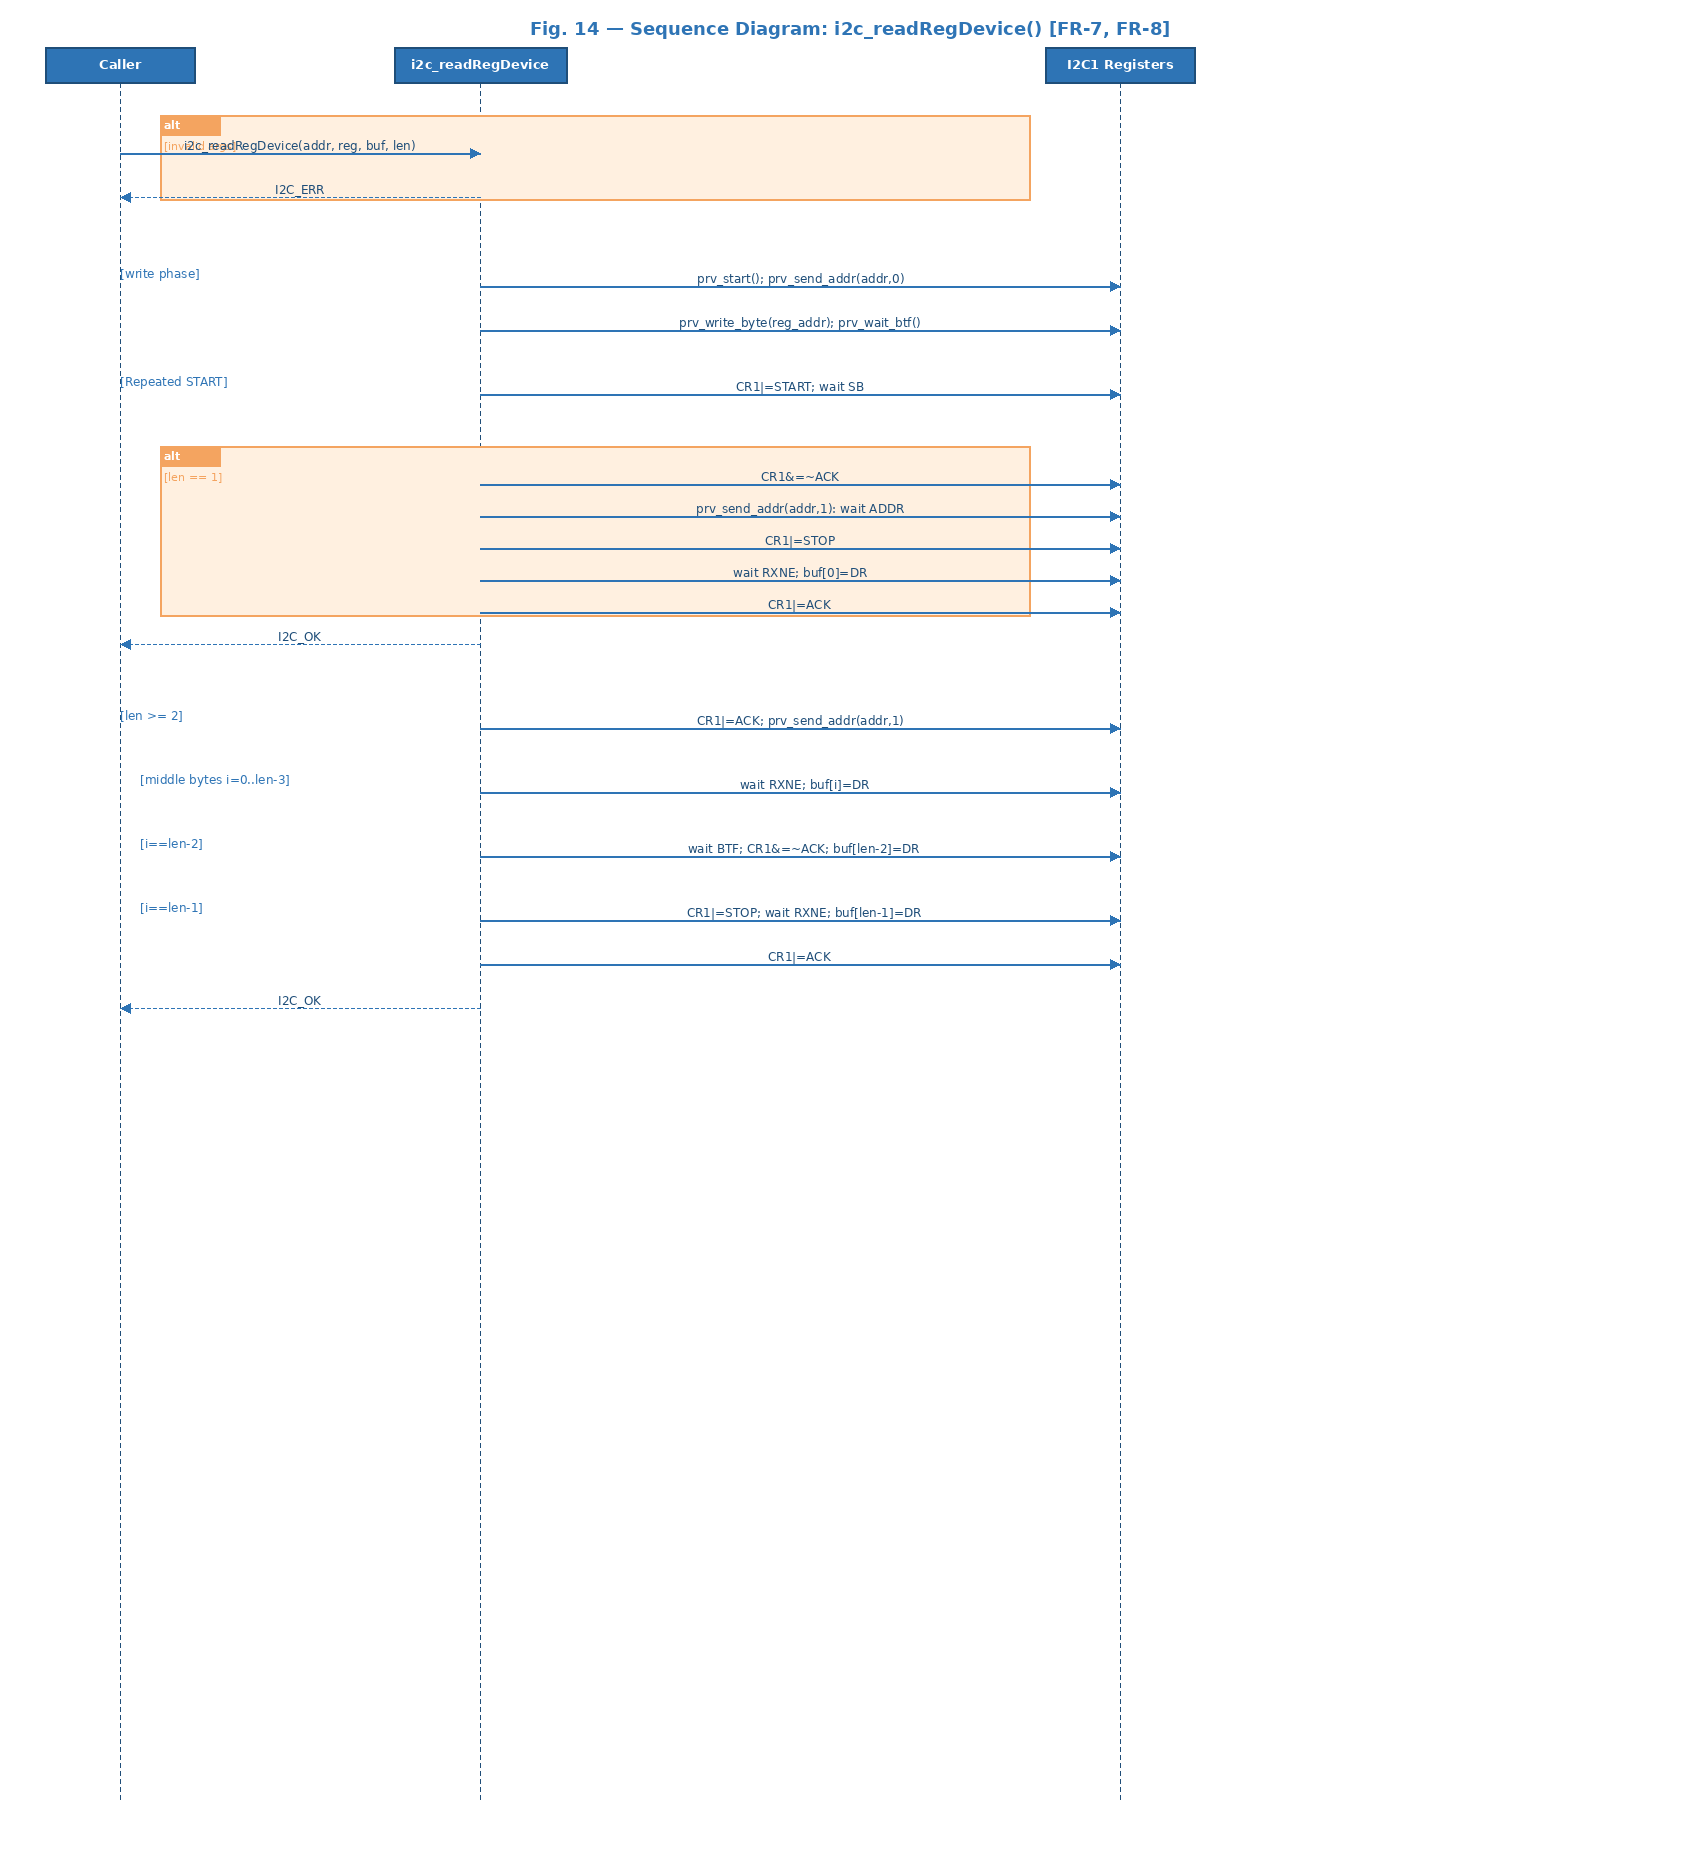 Fig. 14 — Sequence Diagram: i2c_readRegDevice() [FR-7, FR-8]
Caller
i2c_readRegDevice
I2C1 Registers
alt
i2c_readRegDevice(addr, reg, buf, len)
I2C_ERR
[write phase]
prv_start(); prv_send_addr(addr,0)
prv_write_byte(reg_addr); prv_wait_btf()
[Repeated START]
CR1|=START; wait SB
alt
[len == 1]
CR1&=~ACK
prv_send_addr(addr,1): wait ADDR
CR1|=STOP
wait RXNE; buf[0]=DR
CR1|=ACK
I2C_OK
[len >= 2]
CR1|=ACK; prv_send_addr(addr,1)
[middle bytes i=0..len-3]
wait RXNE; buf[i]=DR
[i==len-2]
wait BTF; CR1&=~ACK; buf[len-2]=DR
[i==len-1]
CR1|=STOP; wait RXNE; buf[len-1]=DR
CR1|=ACK
I2C_OK